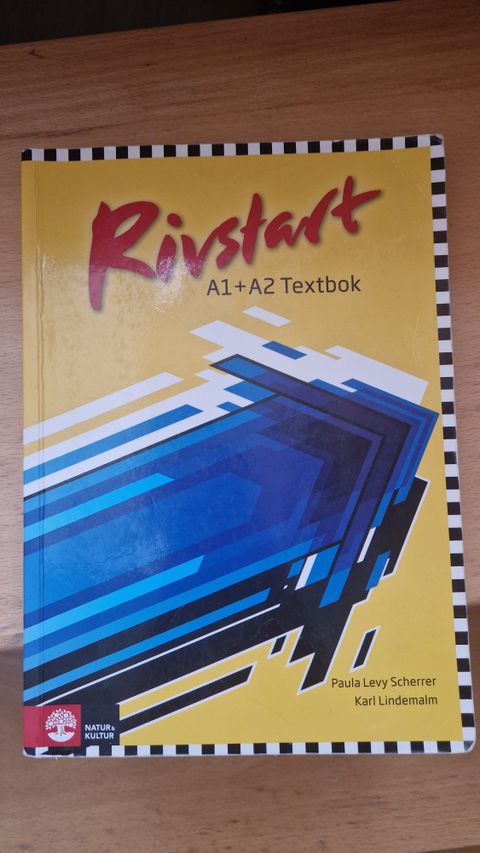 Rivstart
A1+A2 Textbok
Paula Levy Scherrer
Karl Lindemalm
NATUR&
KULTUR